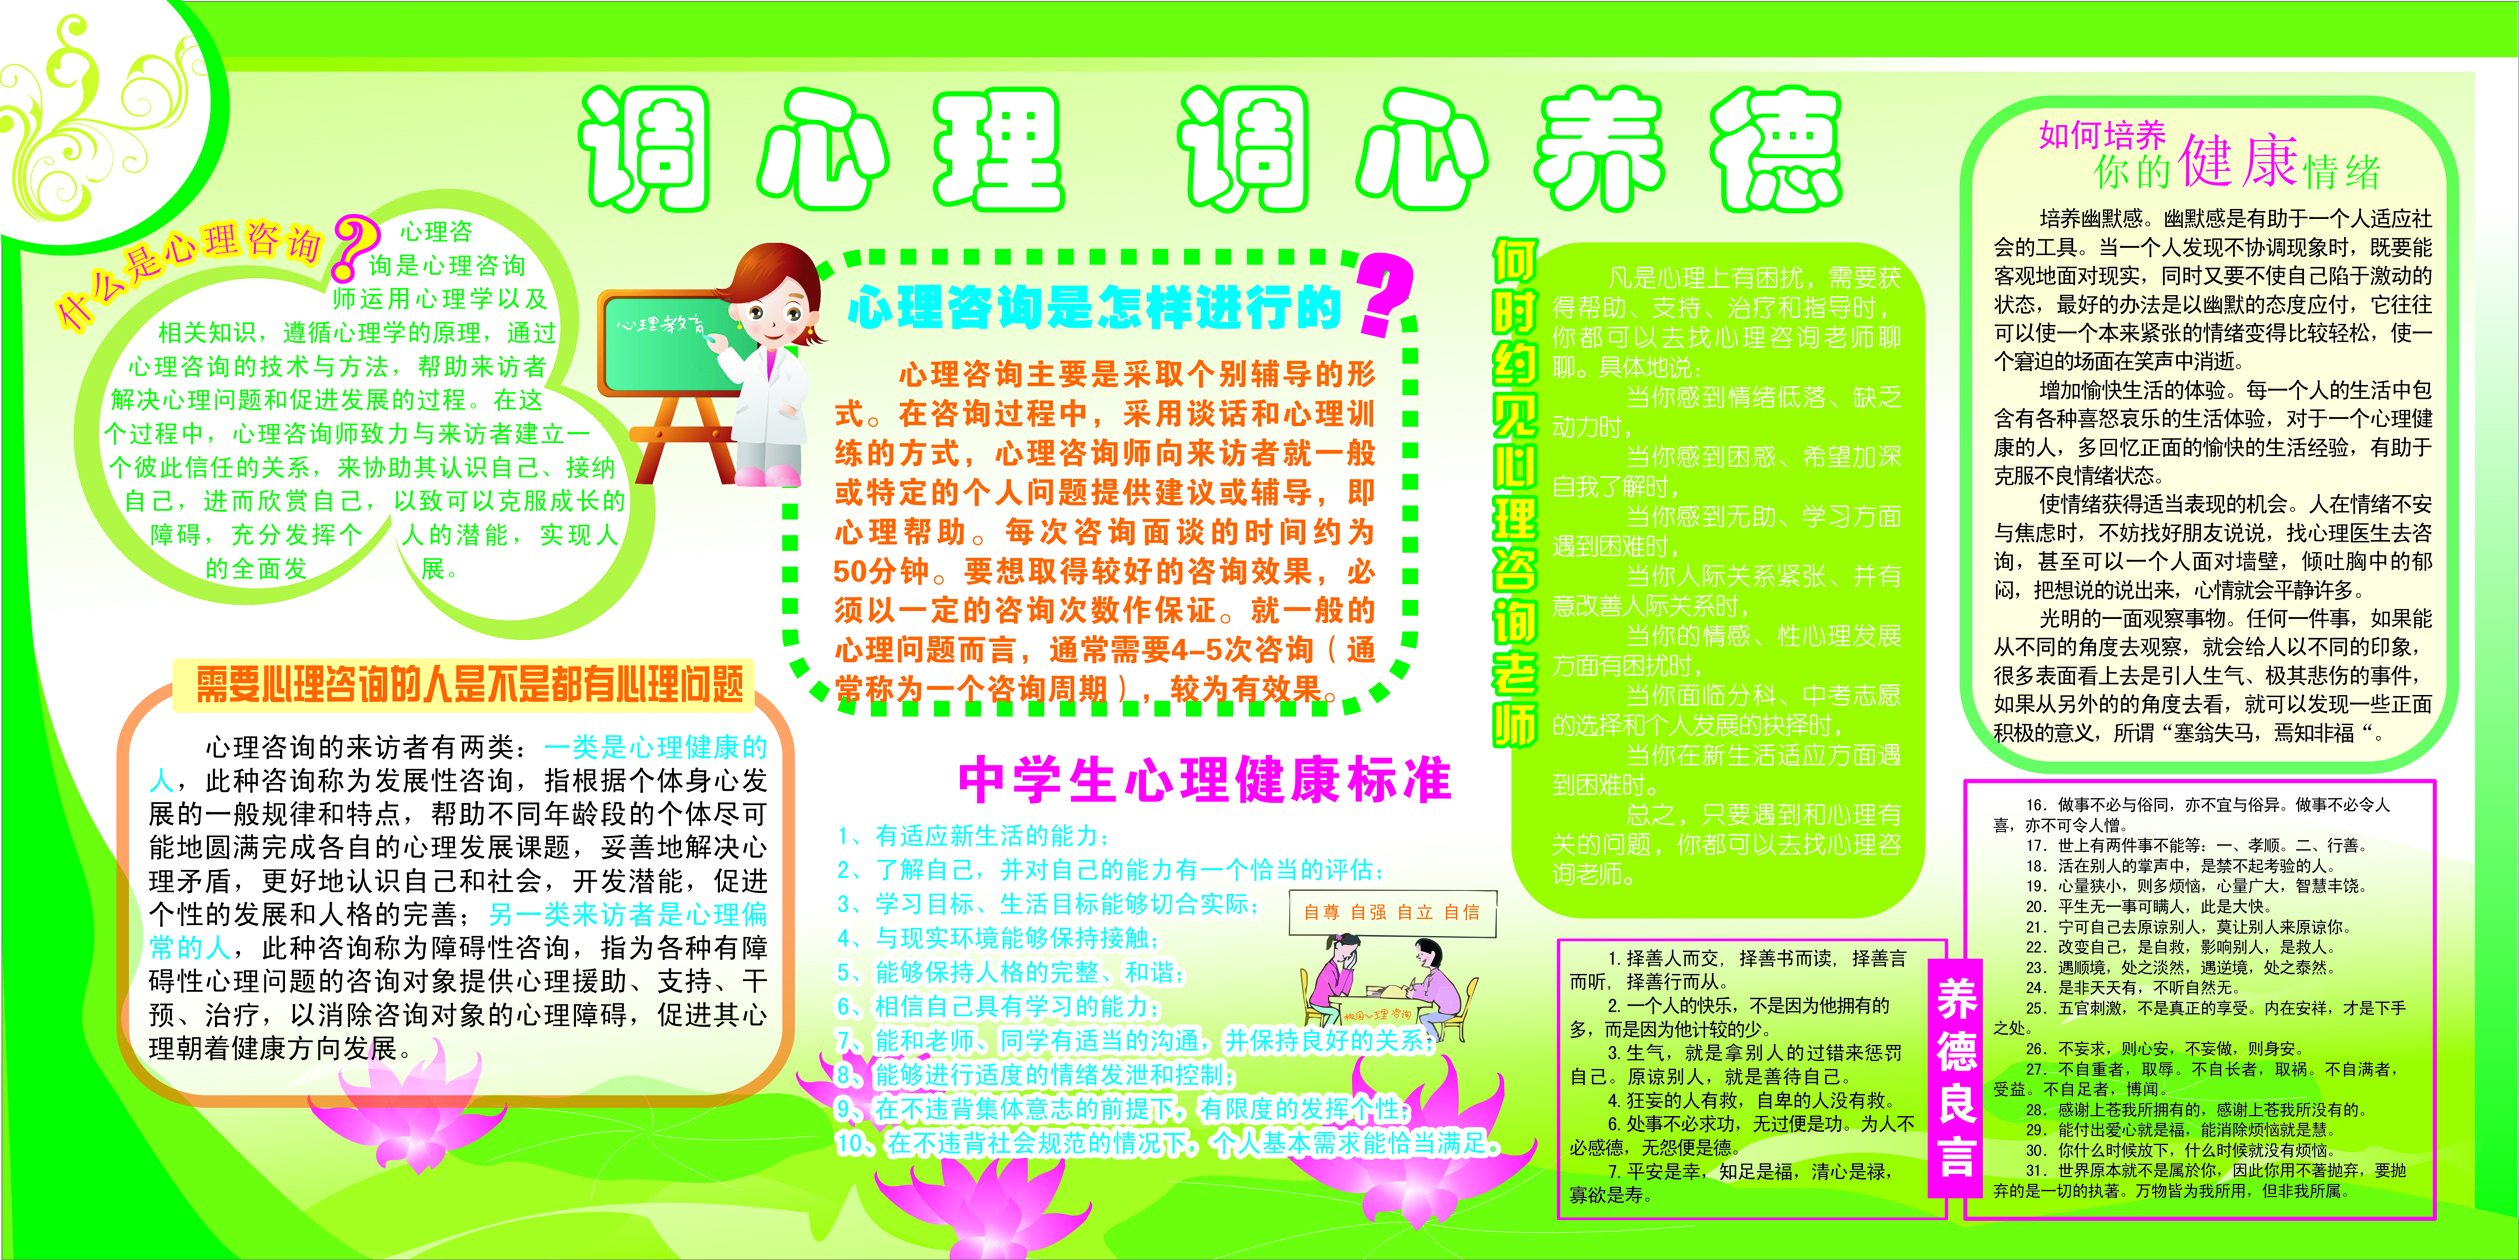 调心理 调心养德
什么是心理咨询?
心理咨
询是心理咨询
师运用心理学以及
相关知识，遵循心理学的原理，通过
心理咨询的技术与方法，帮助来访者
解决心理问题和促进发展的过程。在这
个过程中，心理咨询师致力与来访者建立一
个彼此信任的关系，来协助其认识自己、接纳
自己，进而欣赏自己，以致可以克服成长的
障碍，充分发挥个人的潜能，实现人
的全面发展。
需要心理咨询的人是不是都有心理问题
心理咨询的来访者有两类：一类是心理健康的
人，此种咨询称为发展性咨询，指根据个体身心发
展的一般规律和特点，帮助不同年龄段的个体尽可
能地圆满完成各自的心理发展课题，妥善地解决心
理矛盾，更好地认识自己和社会，开发潜能，促进
个性的发展和人格的完善；另一类来访者是心理偏
常的人，此种咨询称为障碍性咨询，指为各种有障
碍性心理问题的咨询对象提供心理援助、支持、干
预、治疗，以消除咨询对象的心理障碍，促进其心
理朝着健康方向发展。
心理教育
心理咨询是怎样进行的?
心理咨询主要是采取个别辅导的形
式。在咨询过程中，采用谈话和心理训
练的方式，心理咨询师向来访者就一般
或特定的个人问题提供建议或辅导，即
心理帮助。每次咨询面谈的时间约为
50分钟。要想取得较好的咨询效果，必
须以一定的咨询次数作保证。就一般的
心理问题而言，通常需要4-5次咨询（通
常称为一个咨询周期），较为有效果。
中学生心理健康标准
1、有适应新生活的能力；
2、了解自己，并对自己的能力有一个恰当的评估；
3、学习目标、生活目标能够切合实际；
4、与现实环境能够保持接触；
5、能够保持人格的完整、和谐；
6、相信自己具有学习的能力；
7、能和老师、同学有适当的沟通，并保持良好的关系；
8、能够进行适度的情绪发泄和控制；
9、在不违背集体意志的前提下，有限度的发挥个性；
10、在不违背社会规范的情况下，个人基本需求能恰当满足。
自尊 自强 自立 自信
校园心理咨询
何时约见心理咨询老师
凡是心理上有困扰，需要获
得帮助、支持、治疗和指导时，
你都可以去找心理咨询老师聊
聊。具体地说：
当你感到情绪低落、缺乏
动力时，
当你感到困惑、希望加深
自我了解时，
当你感到无助、学习方面
遇到困难时，
当你人际关系紧张、并有
意改善人际关系时，
当你的情感、性心理发展
方面有困扰时，
当你面临分科、中考志愿
的选择和个人发展的抉择时，
当你在新生活适应方面遇
到困难时。
总之，只要遇到和心理有
关的问题，你都可以去找心理咨
询老师。
如何培养
你的健康情绪
培养幽默感。幽默感是有助于一个人适应社
会的工具。当一个人发现不协调现象时，既要能
客观地面对现实，同时又要不使自己陷于激动的
状态，最好的办法是以幽默的态度应付，它往往
可以使一个本来紧张的情绪变得比较轻松，使一
个窘迫的场面在笑声中消逝。
增加愉快生活的体验。每一个人的生活中包
含有各种喜怒哀乐的生活体验，对于一个心理健
康的人，多回忆正面的愉快的生活经验，有助于
克服不良情绪状态。
使情绪获得适当表现的机会。人在情绪不安
与焦虑时，不妨找好朋友说说，找心理医生去咨
询，甚至可以一个人面对墙壁，倾吐胸中的郁
闷，把想说的说出来，心情就会平静许多。
光明的一面观察事物。任何一件事，如果能
从不同的角度去观察，就会给人以不同的印象，
很多表面看上去是引人生气、极其悲伤的事件，
如果从另外的的角度去看，就可以发现一些正面
积极的意义，所谓“塞翁失马，焉知非福“。
养德良言
1. 择善人而交, 择善书而读, 择善言
而听, 择善行而从。
2. 一个人的快乐，不是因为他拥有的
多，而是因为他计较的少。
3. 生气，就是拿别人的过错来惩罚
自己。原谅别人，就是善待自己。
4. 狂妄的人有救，自卑的人没有救。
6. 处事不必求功，无过便是功。为人不
必感德，无怨便是德。
7. 平安是幸，知足是福，清心是禄，
寡欲是寿。
16. 做事不必与俗同，亦不宜与俗异。做事不必令人
喜，亦不可令人憎。
17. 世上有两件事不能等：一、孝顺。二、行善。
18. 活在别人的掌声中，是禁不起考验的人。
19. 心量狭小，则多烦恼，心量广大，智慧丰饶。
20. 平生无一事可瞒人，此是大快。
21. 宁可自己去原谅别人，莫让别人来原谅你。
22. 改变自己，是自救，影响别人，是救人。
23. 遇顺境，处之淡然，遇逆境，处之泰然。
24. 是非天天有，不听自然无。
25. 五官刺激，不是真正的享受。内在安祥，才是下手
之处。
26. 不妄求，则心安，不妄做，则身安。
27. 不自重者，取辱。不自长者，取祸。不自满者，
受益。不自足者，博闻。
28. 感谢上苍我所拥有的，感谢上苍我所没有的。
29. 能付出爱心就是福，能消除烦恼就是慧。
30. 你什么时候放下，什么时候就没有烦恼。
31. 世界原本就不是属於你，因此你用不著抛弃，要抛
弃的是一切的执著。万物皆为我所用，但非我所属。